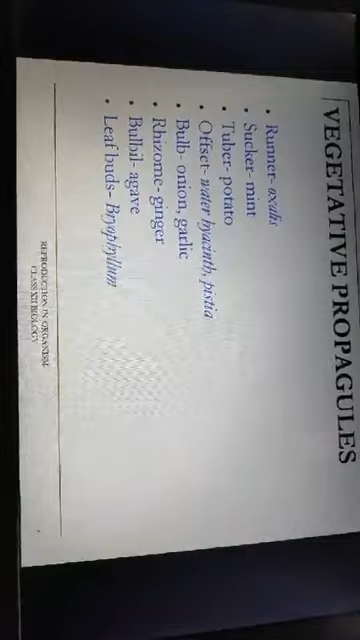 VEGETATIVE PROPAGULES
• Runner- oxalis
• Sucker- mint
• Tuber- potato
• Offset- water hyacinth, pistia
• Bulb- onion, garlic
• Rhizome- ginger
• Bulbil- agave
• Leaf buds- Bryophyllum
REPRODUCTION IN ORGANISM-
CLASS XII BIOLOGY